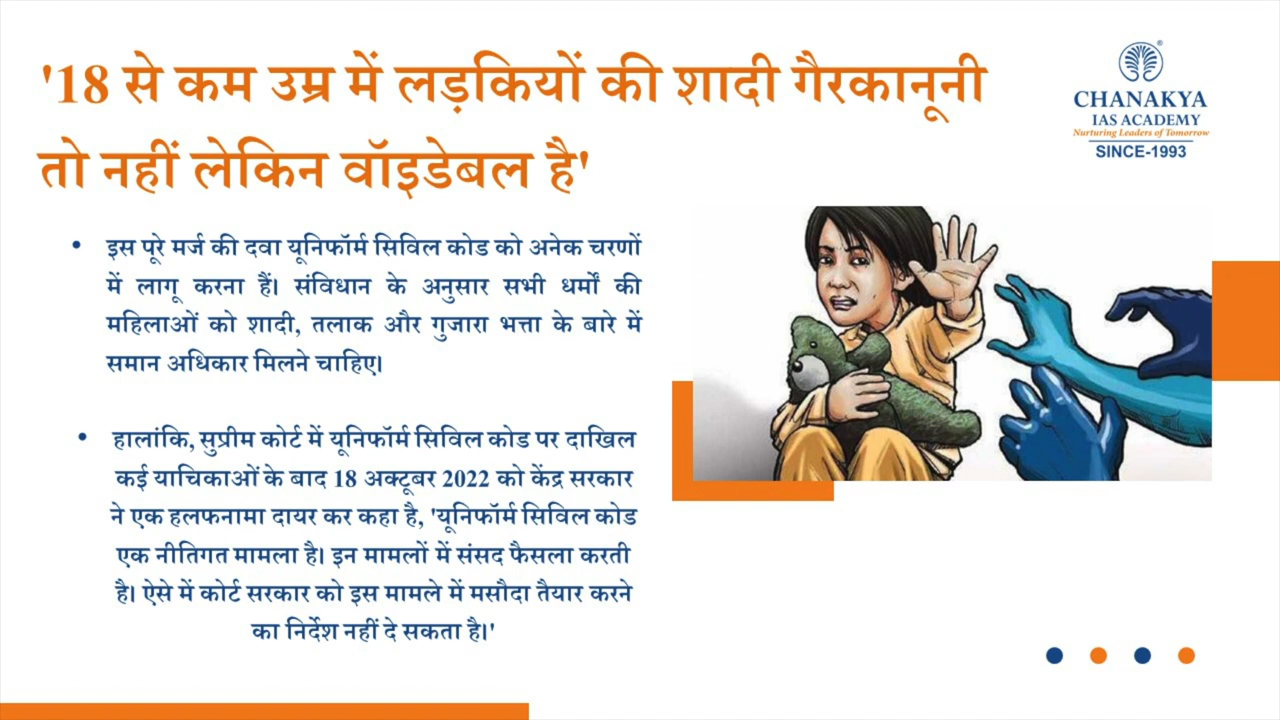 '18 से कम उम्र में लड़कियों की शादी गैरकानूनी
तो नहीं लेकिन वॉइडेबल है'
CHANAKYA
IAS ACADEMY
Nurturing Leaders of Tomorrow
SINCE-1993
• इस पूरे मर्ज की दवा यूनिफॉर्म सिविल कोड को अनेक चरणों
में लागू करना हैं। संविधान के अनुसार सभी धर्मों की
महिलाओं को शादी, तलाक और गुजारा भत्ता के बारे में
समान अधिकार मिलने चाहिए।
• हालांकि, सुप्रीम कोर्ट में यूनिफॉर्म सिविल कोड पर दाखिल
कई याचिकाओं के बाद 18 अक्टूबर 2022 को केंद्र सरकार
ने एक हलफनामा दायर कर कहा है, 'यूनिफॉर्म सिविल कोड
एक नीतिगत मामला है। इन मामलों में संसद फैसला करती
है। ऐसे में कोर्ट सरकार को इस मामले में मसौदा तैयार करने
का निर्देश नहीं दे सकता है।'